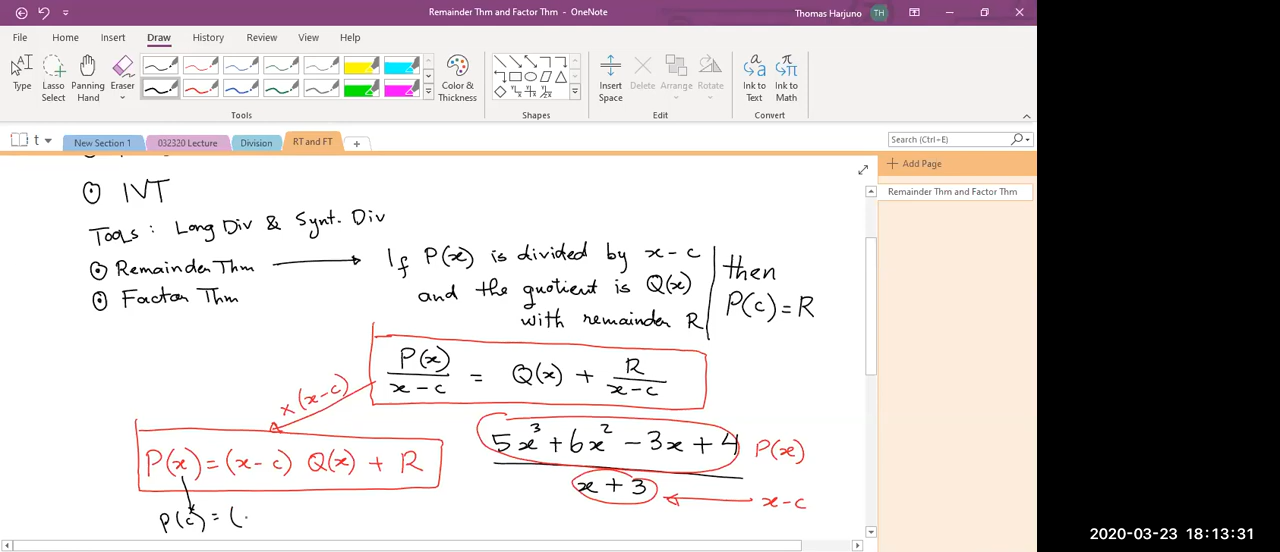 Remainder Thm and Factor Thm - OneNote
Thomas Harjuno TH
File Home Insert Draw History Review View Help
Type Lasso Select Panning Hand Eraser Color & Thickness Insert Space Delete Arrange Rotate Ink to Text Ink to Math
Tools Shapes Edit Convert
t New Section 1 032320 Lecture Division RT and FT Search (Ctrl+E)
Add Page
Remainder Thm and Factor Thm
IVT
Tools: Long Div & Synt. Div
Remainder Thm → If P(x) is divided by x-c
and the quotient is Q(x)
with remainder R
then
P(c) = R
Factor Thm
P(x)/(x-c) = Q(x) + R/(x-c)
×(x-c)
P(x) = (x-c) Q(x) + R
5x³ + 6x² - 3x + 4 P(x)
x + 3 ← x-c
P(c) = (
2020-03-23 18:13:31